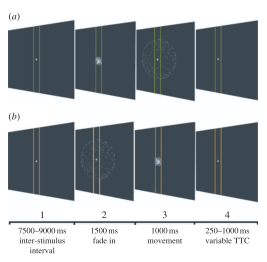 (a)
(b)
1 2 3 4
7500–9000 ms 1500 ms 1000 ms 250–1000 ms
inter-stimulus fade in movement variable TTC
interval